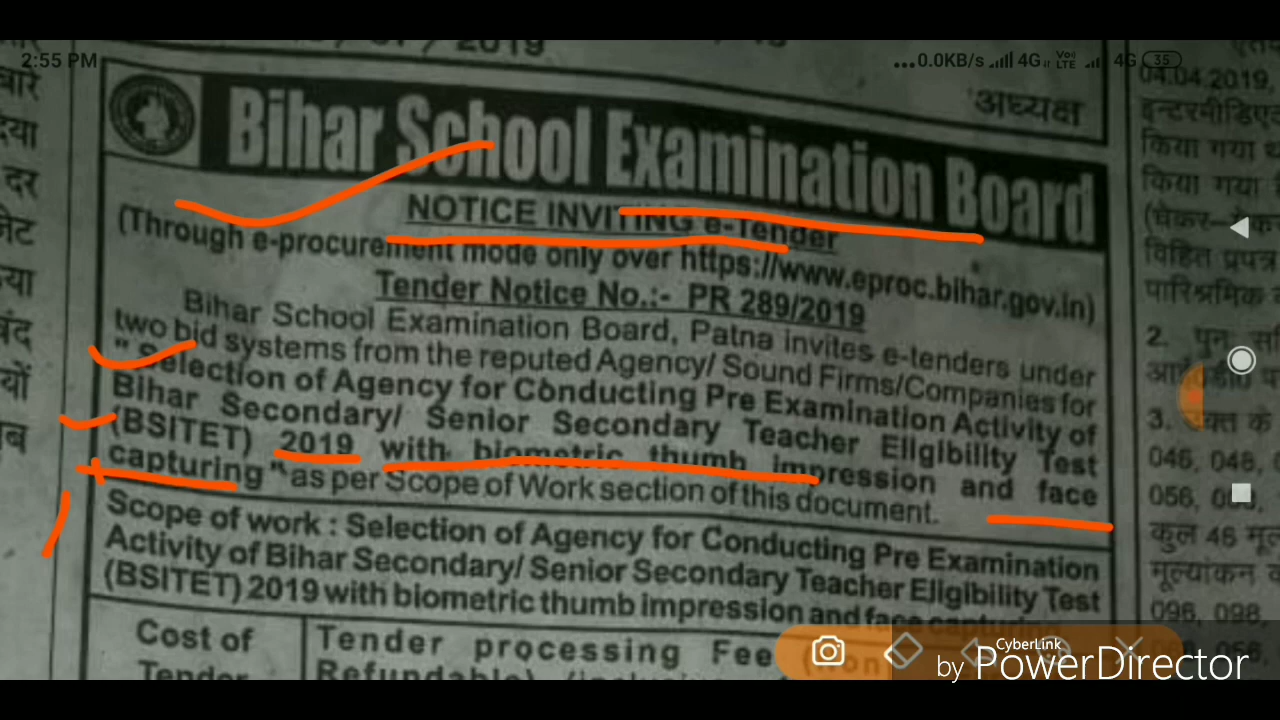 2019
2:55 PM
...0.0KB/s 4G Vo) LTE 4G 35
अध्यक्ष
Bihar School Examination Board
NOTICE INVITING e-Tender
(Through e-procurement mode only over https://www.eproc.bihar.gov.in)
Tender Notice No.:- PR 289/2019
Bihar School Examination Board, Patna invites e-tenders under
two bid systems from the reputed Agency/ Sound Firms/Companies for
"Selection of Agency for Conducting Pre Examination Activity of
Bihar Secondary/ Senior Secondary Teacher Eligibility Test
(BSITET) 2019 with biometric thumb impression and face
capturing" as per Scope of Work section of this document.
Scope of work : Selection of Agency for Conducting Pre Examination
Activity of Bihar Secondary/ Senior Secondary Teacher Eligibility Test
(BSITET) 2019 with biometric thumb impression and face capturing
Cost of
Tender
Tender processing Fee (Non
Refundable)
04.04.2019,
किया गया
किया गया
विहित प्रपत्र
पारिश्रमिक
2. पुन
3.
046, 048,
056,
कुल 46
मूल्यांकन
096, 098
दर
CyberLink
by PowerDirector